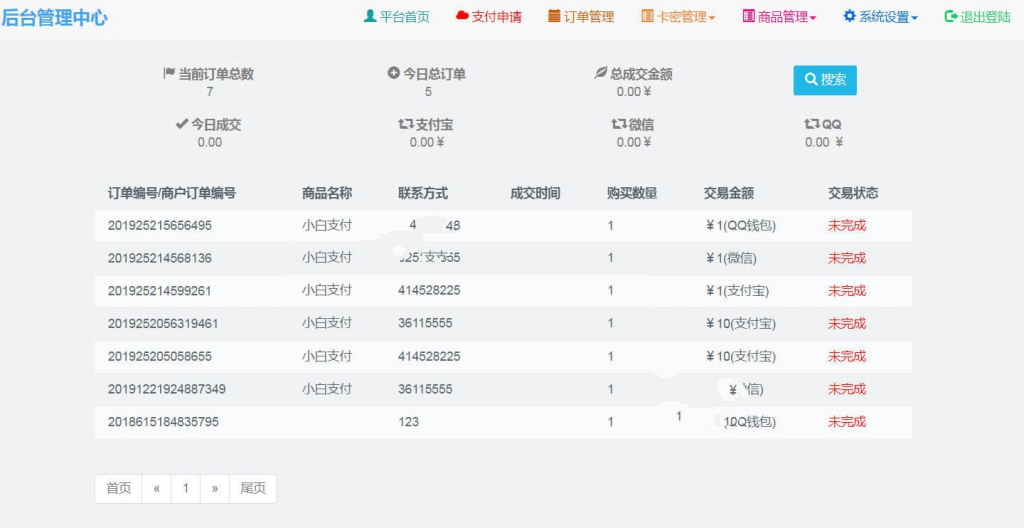 后台管理中心 平台首页 支付申请 订单管理 卡密管理 商品管理 系统设置 退出登陆
当前订单总数 今日总订单 总成交金额 搜索
7 5 0.00¥
今日成交 支付宝 微信 QQ
0.00 0.00¥ 0.00¥ 0.00 ¥
订单编号/商户订单编号 商品名称 联系方式 成交时间 购买数量 交易金额 交易状态
201925215656495 小白支付 4 48 1 ¥1(QQ钱包) 未完成
201925214568136 小白支付 1 ¥1(微信) 未完成
201925214599261 小白支付 414528225 1 ¥1(支付宝) 未完成
2019252056319461 小白支付 36115555 1 ¥10(支付宝) 未完成
201925205058655 小白支付 414528225 1 ¥10(支付宝) 未完成
20191221924887349 小白支付 36115555 1 ¥ 信) 未完成
2018615184835795 123 1 1 QQ钱包) 未完成
首页 « 1 » 尾页